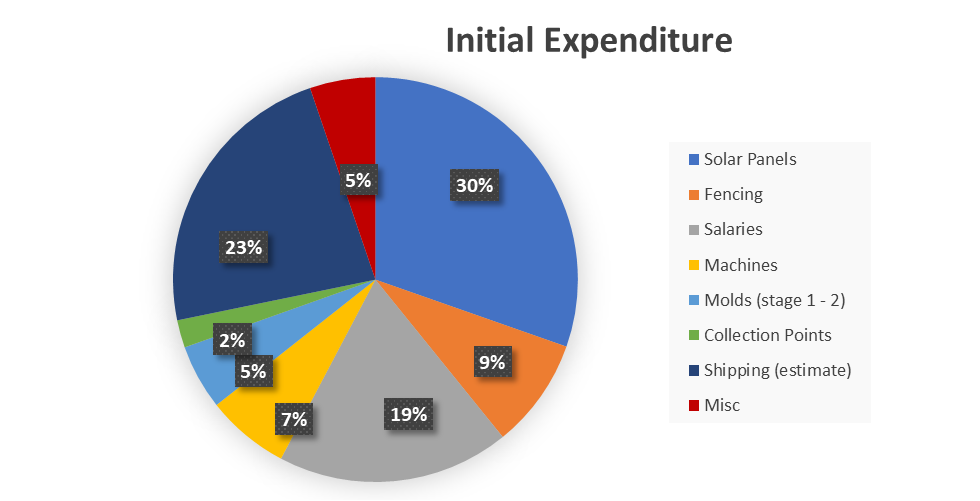 Initial Expenditure
5%
30%
23%
2%
5%
9%
7%
19%
Solar Panels
Fencing
Salaries
Machines
Molds (stage 1 - 2)
Collection Points
Shipping (estimate)
Misc